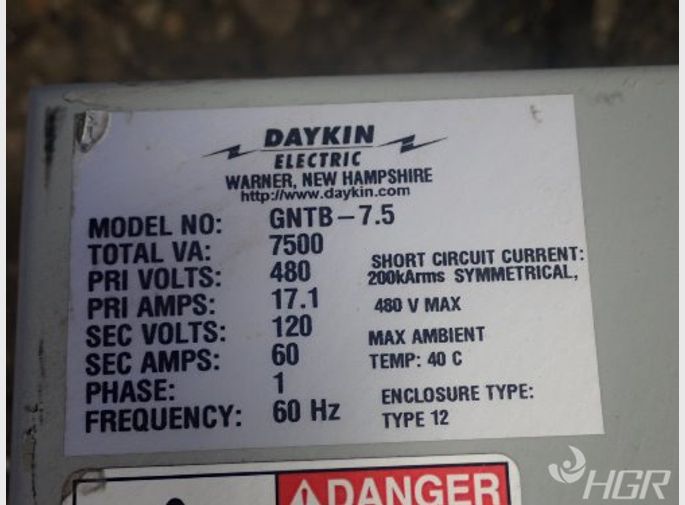 DAYKIN
ELECTRIC
WARNER, NEW HAMPSHIRE
http://www.daykin.com
MODEL NO: GNTB-7.5
TOTAL VA: 7500
PRI VOLTS: 480
PRI AMPS: 17.1
SEC VOLTS: 120
SEC AMPS: 60
PHASE: 1
FREQUENCY: 60 Hz
SHORT CIRCUIT CURRENT:
200kArms SYMMETRICAL,
480 V MAX
MAX AMBIENT
TEMP: 40 C
ENCLOSURE TYPE:
TYPE 12
DANGER
HGR